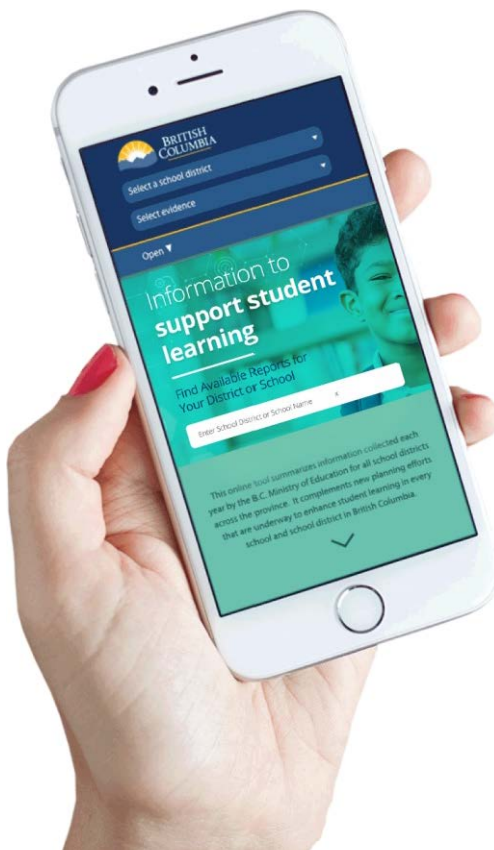 BRITISH
COLUMBIA
Select a school district
Select evidence
Open ▼
Information to
support student
learning
Find Available Reports for
Your District or School
Enter School District or School Name x
This online tool summarizes information collected each
year by the B.C. Ministry of Education for all school districts
across the province. It complements new planning efforts
that are underway to enhance student learning in every
school and school district in British Columbia.